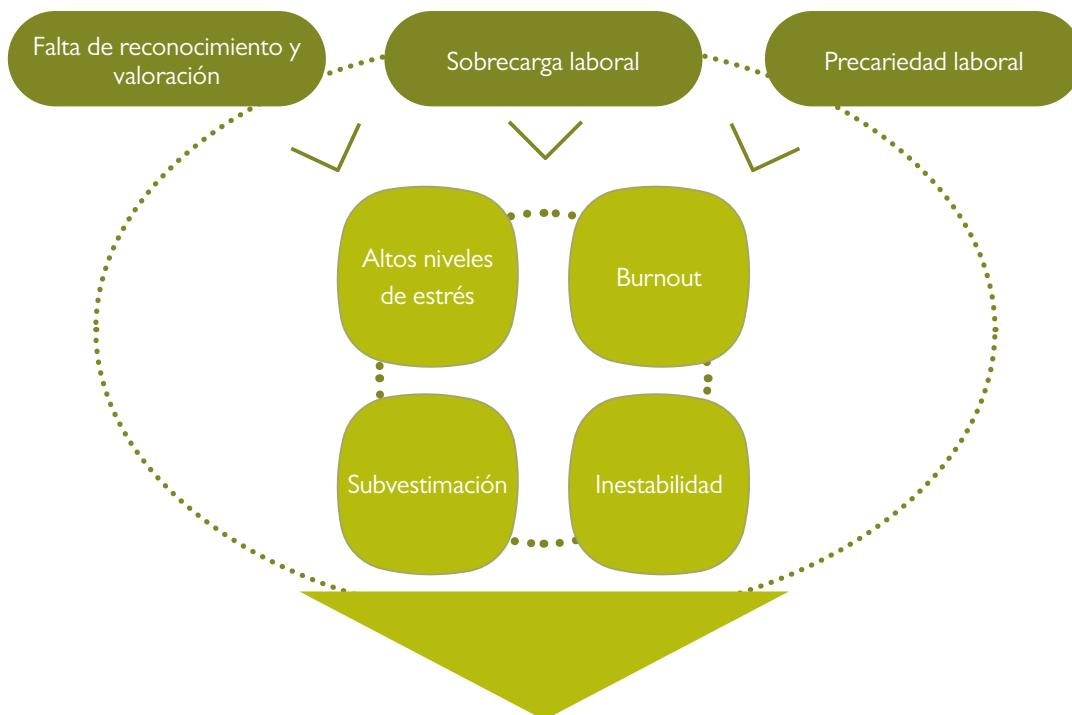 Falta de reconocimiento y
valoración
Sobrecarga laboral
Precariedad laboral
Altos niveles
de estrés
Burnout
Subvestimación
Inestabilidad